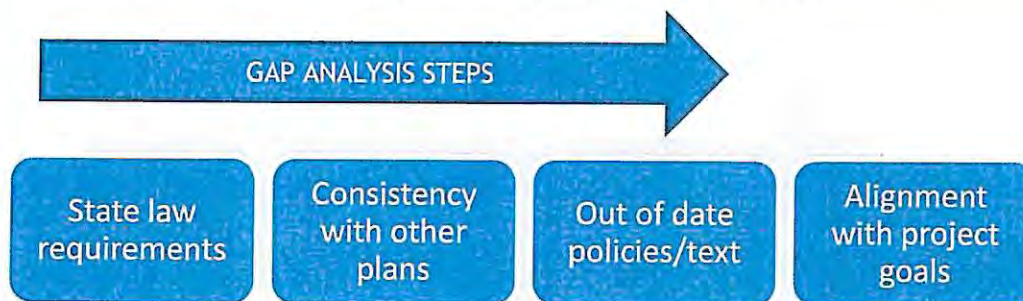 GAP ANALYSIS STEPS
State law
requirements
Consistency
with other
plans
Out of date
policies/text
Alignment
with project
goals